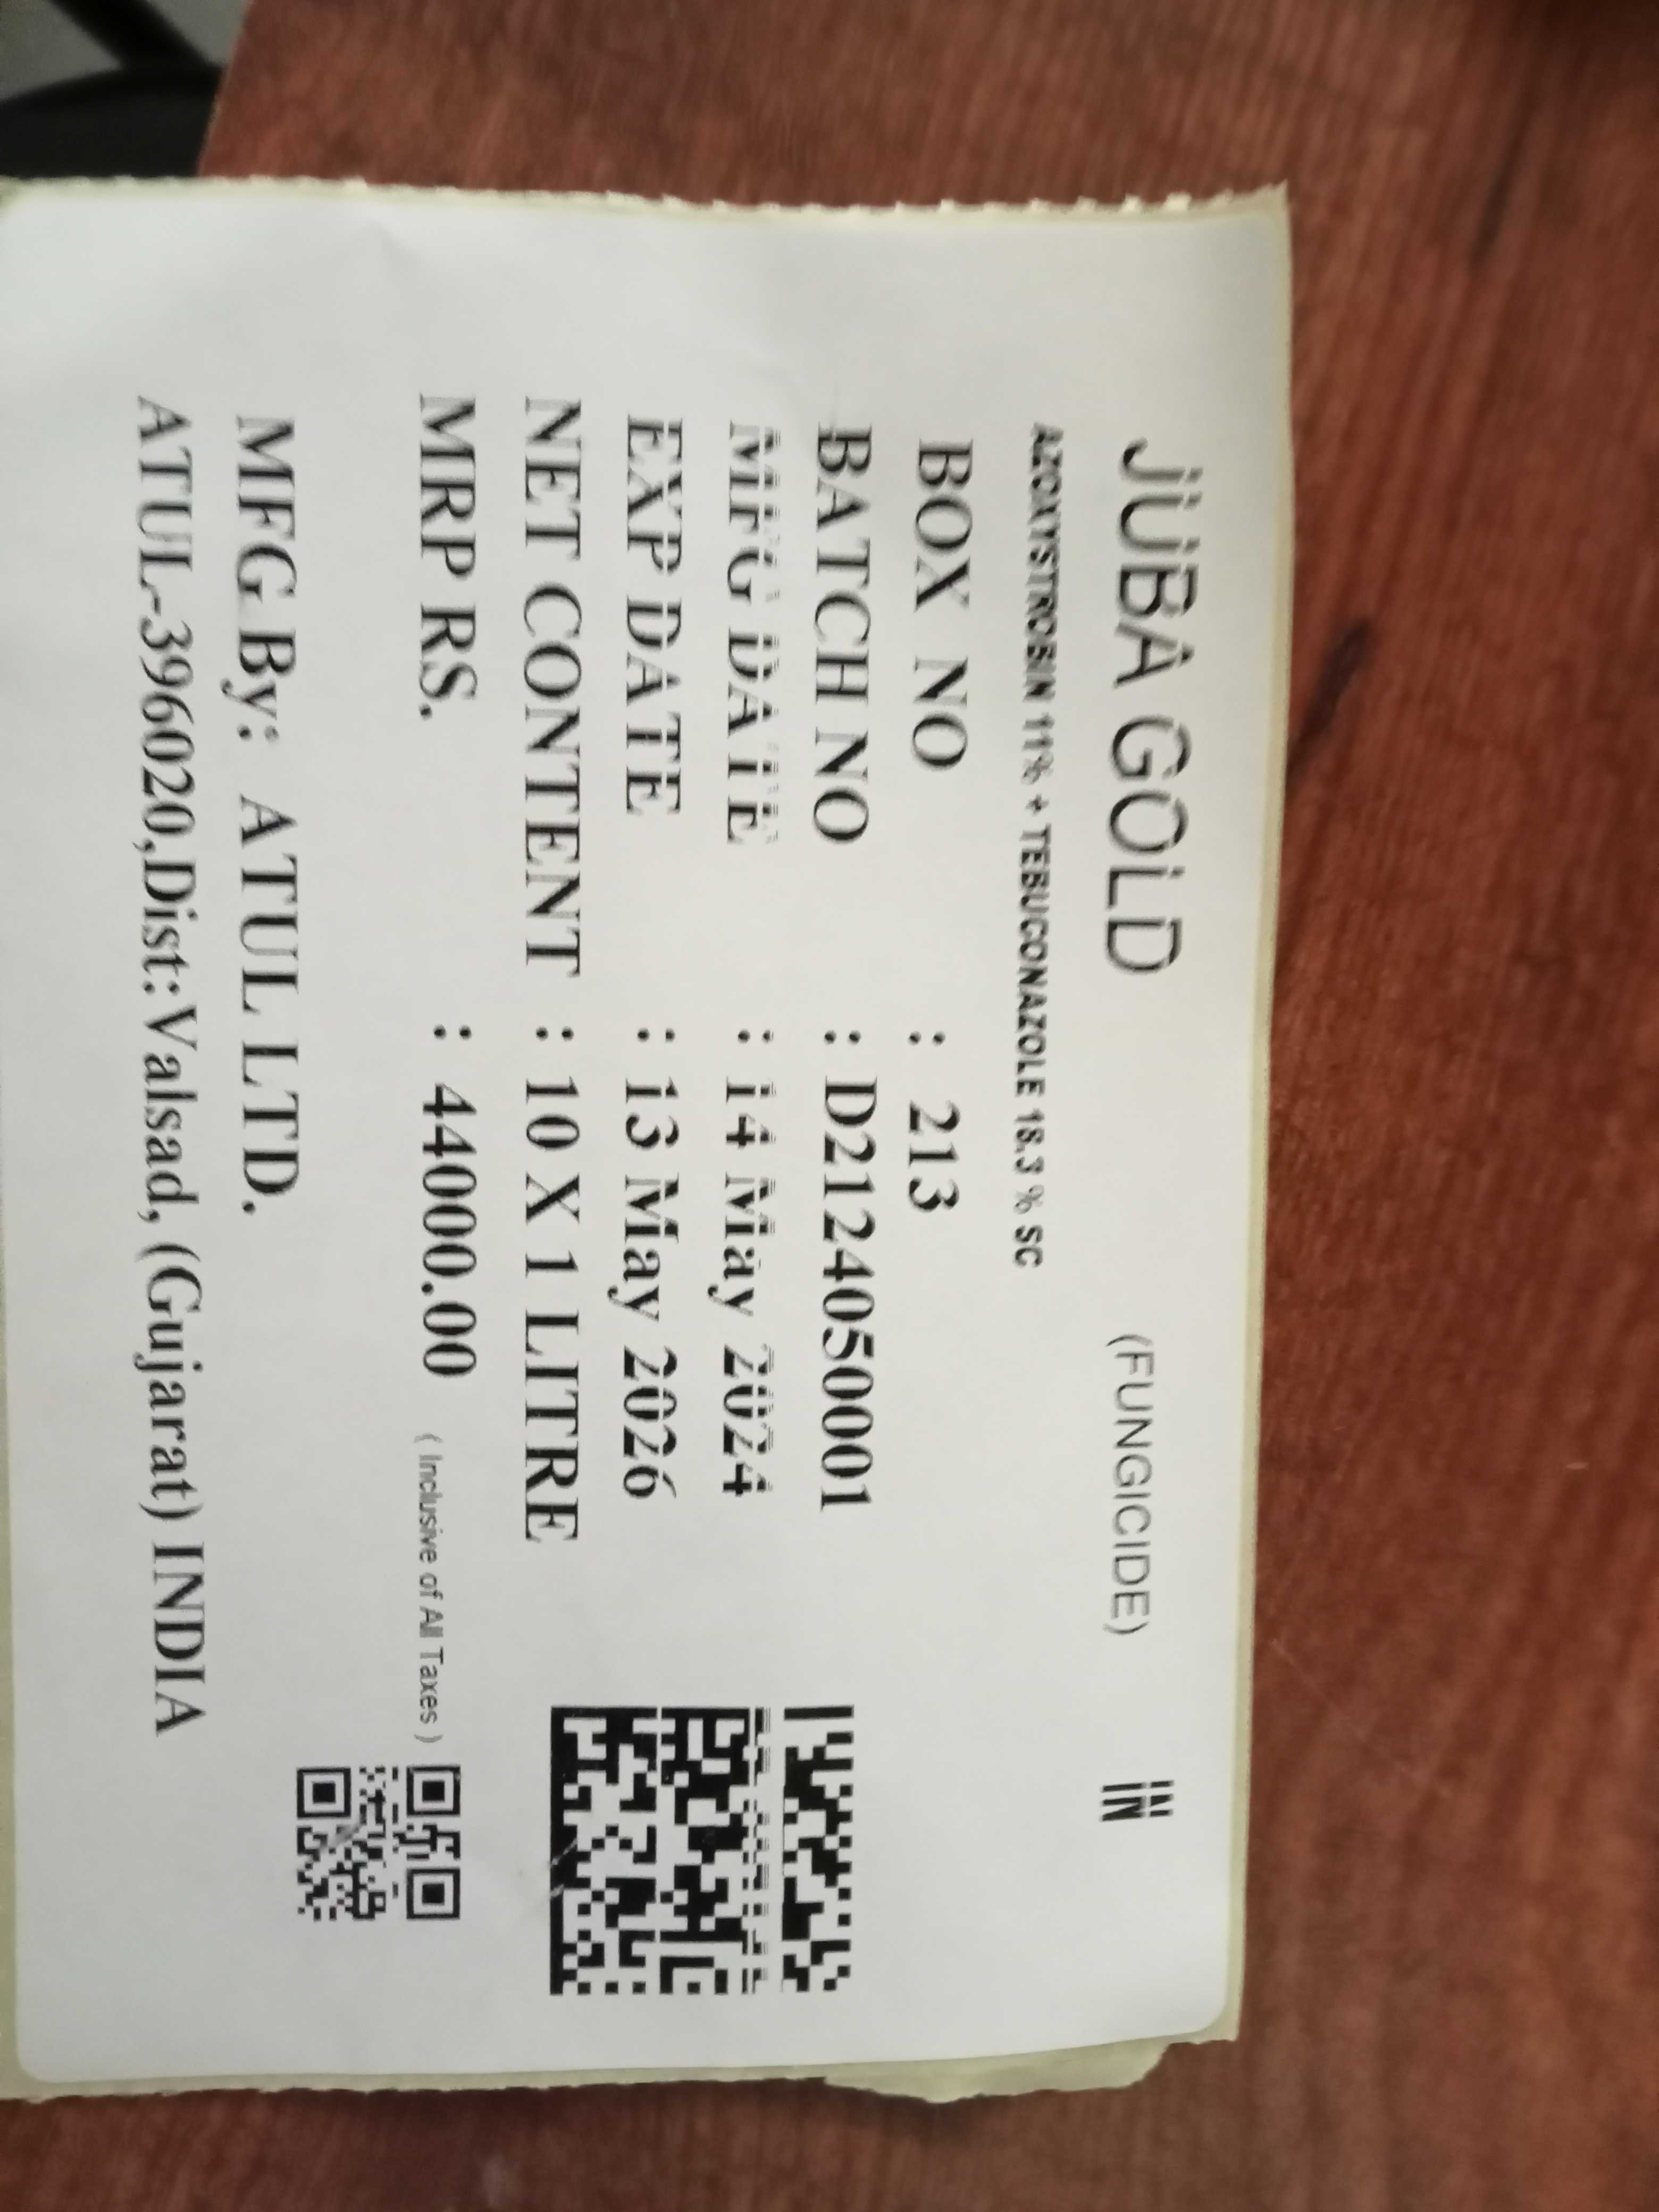 JUBA GOLD (FUNGICIDE) IN
AZOXYSTROBIN 11% + TEBUCONAZOLE 18.3 % SC
BOX NO : 213
BATCH NO : D2124050001
MFG DATE : 14 May 2024
EXP DATE : 13 May 2026
NET CONTENT : 10 X 1 LITRE
MRP RS. : 44000.00 ( Inclusive of All Taxes )
MFG By: ATUL LTD.
ATUL-396020,Dist:Valsad, (Gujarat) INDIA